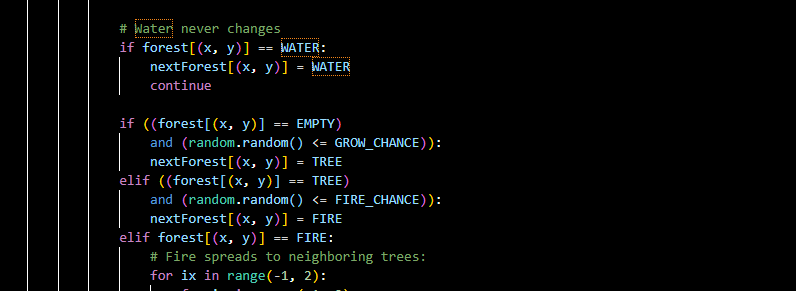 # Water never changes
if forest[(x, y)] == WATER:
nextForest[(x, y)] = WATER
continue
if ((forest[(x, y)] == EMPTY)
and (random.random() <= GROW_CHANCE)):
nextForest[(x, y)] = TREE
elif ((forest[(x, y)] == TREE)
and (random.random() <= FIRE_CHANCE)):
nextForest[(x, y)] = FIRE
elif forest[(x, y)] == FIRE:
# Fire spreads to neighboring trees:
for ix in range(-1, 2):